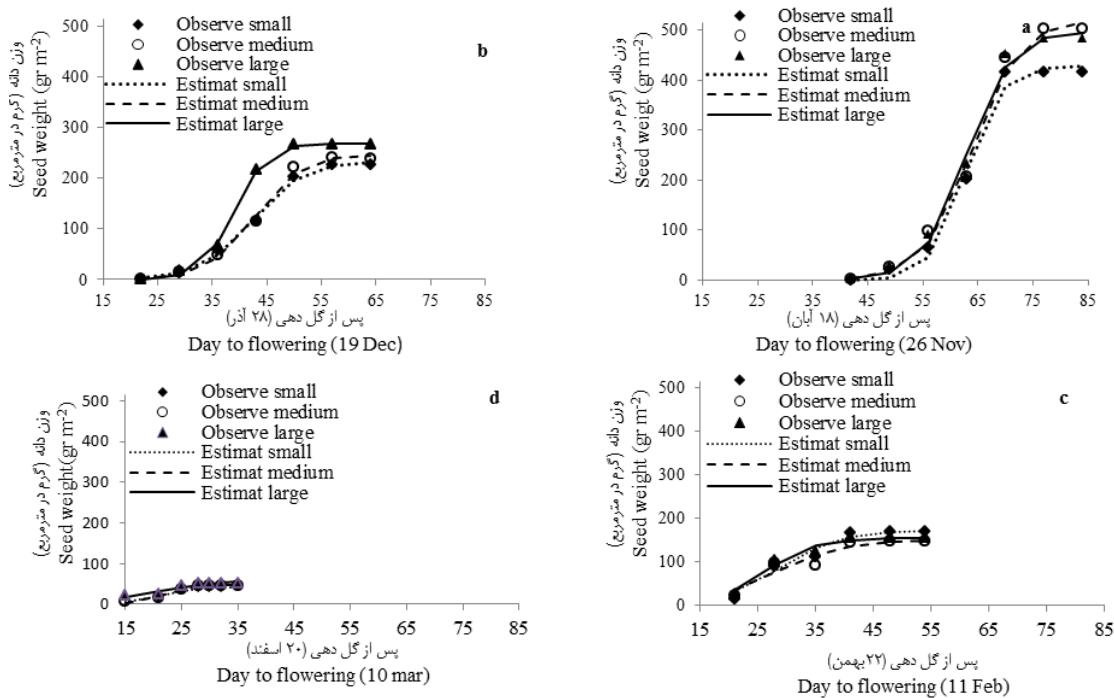 b
Observe small
Observe medium
Observe large
Estimat small
Estimat medium
Estimat large
وزن دانه (گرم در مترمربع)
Seed weight (gr m-2)
500
400
300
200
100
0
15 25 35 45 55 65 75 85
پس از گل دهی (۲۸ آذر)
Day to flowering (19 Dec)
a
Observe small
Observe medium
Observe large
Estimat small
Estimat medium
Estimat large
وزن دانه (گرم در مترمربع)
Seed weigt (gr m-2)
500
400
300
200
100
0
15 25 35 45 55 65 75 85
پس از گل دهی (۱۸ آبان)
Day to flowering (26 Nov)
d
Observe small
Observe medium
Observe large
Estimat small
Estimat medium
Estimat large
وزن دانه (گرم در مترمربع)
Seed weight(gr m-2)
500
400
300
200
100
0
15 25 35 45 55 65 75 85
پس از گل دهی (۲۰ اسفند)
Day to flowering (10 mar)
c
Observe small
Observe medium
Observe large
Estimat small
Estimat medium
Estimat large
وزن دانه (گرم در مترمربع)
Seed weight (gr m-2)
500
400
300
200
100
0
15 25 35 45 55 65 75 85
پس از گل دهی (۲۲بهمن)
Day to flowering (11 Feb)